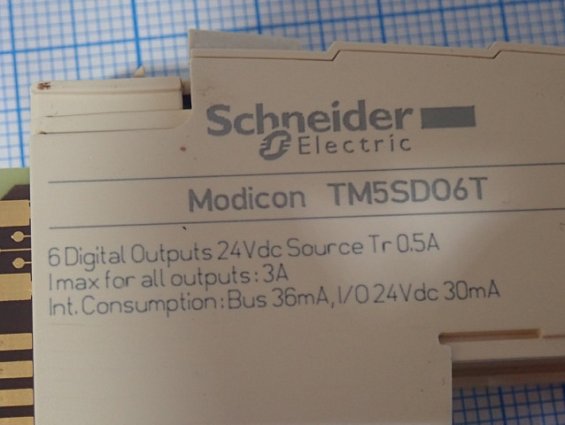 Schneider
Electric
Modicon TM5SDO6T
6 Digital Outputs 24Vdc Source Tr 0.5A
I max for all outputs: 3A
Int. Consumption: Bus 36mA, I/O 24Vdc 30mA